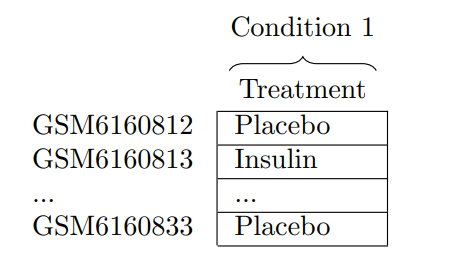 Condition 1
Treatment
GSM6160812 Placebo
GSM6160813 Insulin
... ...
GSM6160833 Placebo